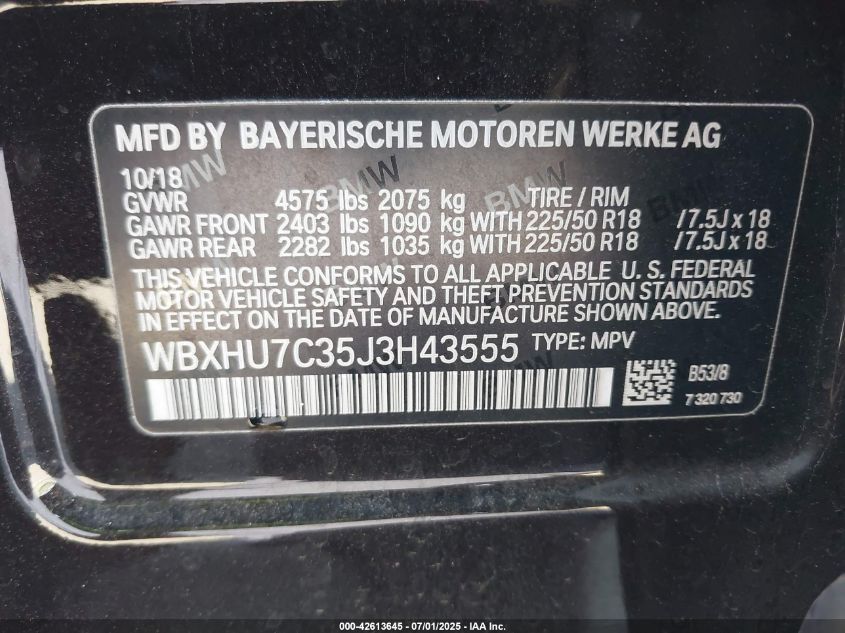 MFD BY BAYERISCHE MOTOREN WERKE AG
10/18
GVWR 4575 lbs 2075 kg TIRE / RIM
GAWR FRONT 2403 lbs 1090 kg WITH 225/50 R18 /7.5J x 18
GAWR REAR 2282 lbs 1035 kg WITH 225/50 R18 /7.5J x 18
THIS VEHICLE CONFORMS TO ALL APPLICABLE U. S. FEDERAL
MOTOR VEHICLE SAFETY AND THEFT PREVENTION STANDARDS
IN EFFECT ON THE DATE OF MANUFACTURE SHOWN ABOVE.
WBXHU7C35J3H43555 TYPE: MPV
B53/8
7 320 730
BMW
BMW
BMW
BMW
000-42613645 / 07/01/2025 - IAA Inc.